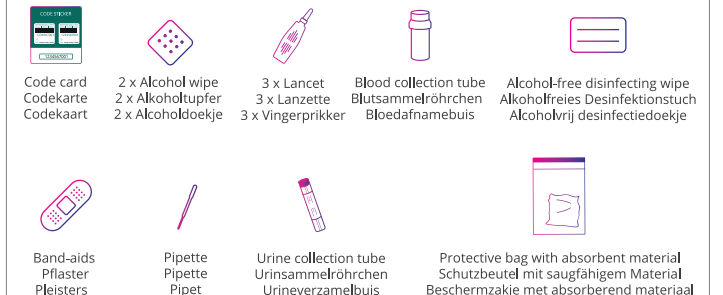 CODE STICKER
1234567001
Code card
Codekarte
Codekaart
2 x Alcohol wipe
2 x Alkoholtupfer
2 x Alcoholdoekje
3 x Lancet
3 x Lanzette
3 x Vingerprikker
Blood collection tube
Blutsammelröhrchen
Bloedafnamebuis
Alcohol-free disinfecting wipe
Alkoholfreies Desinfektionstuch
Alcoholvrij desinfectiedoekje
Band-aids
Pflaster
Pleisters
Pipette
Pipette
Pipet
Urine collection tube
Urinsammelröhrchen
Urineverzamelbuis
Protective bag with absorbent material
Schutzbeutel mit saugfähigem Material
Beschermzakje met absorberend materiaal